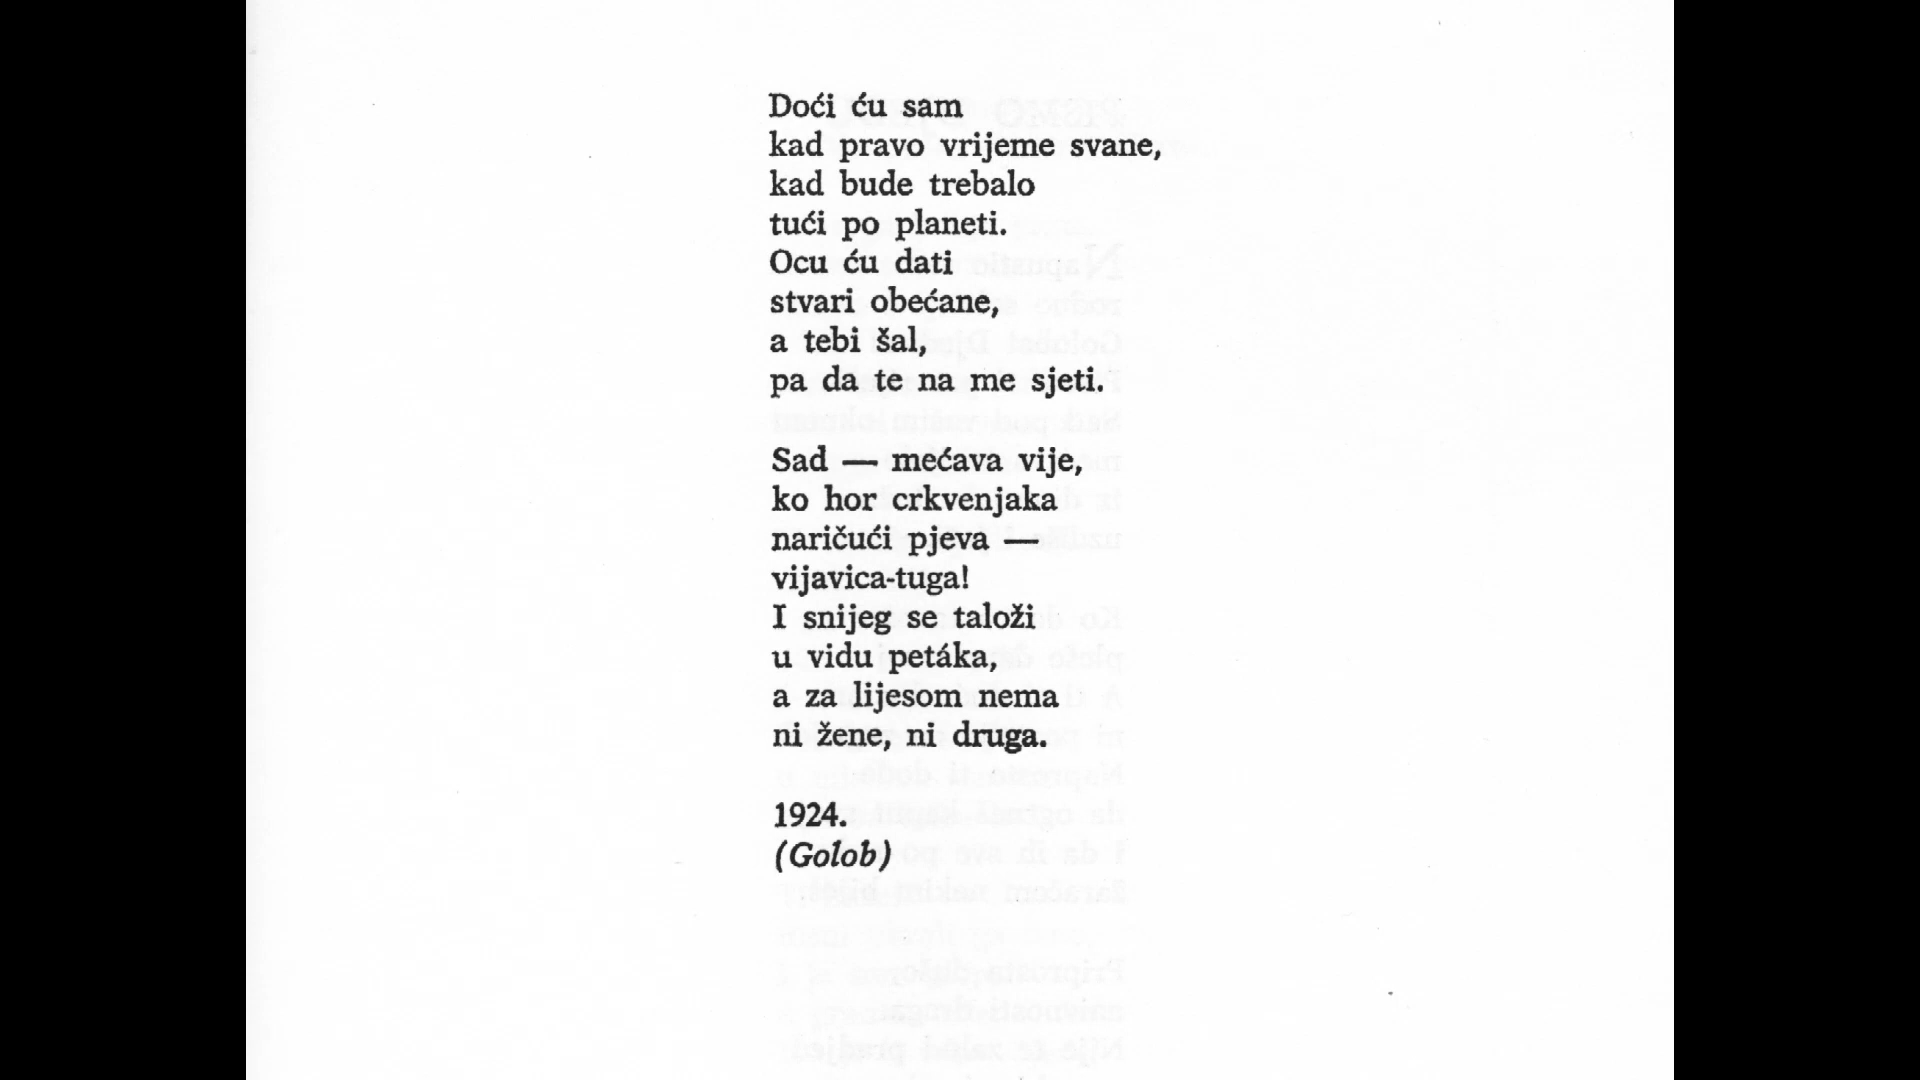 Doći ću sam
kad pravo vrijeme svane,
kad bude trebalo
tući po planeti.
Ocu ću dati
stvari obećane,
a tebi šal,
pa da te na me sjeti.
Sad — mećava vije,
ko hor crkvenjaka
naričući pjeva —
vijavica-tuga!
I snijeg se taloži
u vidu petáka,
a za lijesom nema
ni žene, ni druga.
1924.
(Golob)